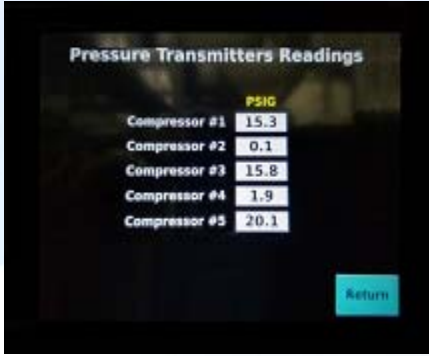 Pressure Transmitters Readings
PSIG
Compressor #1 15.3
Compressor #2 0.1
Compressor #3 15.8
Compressor #4 1.9
Compressor #5 20.1
Return